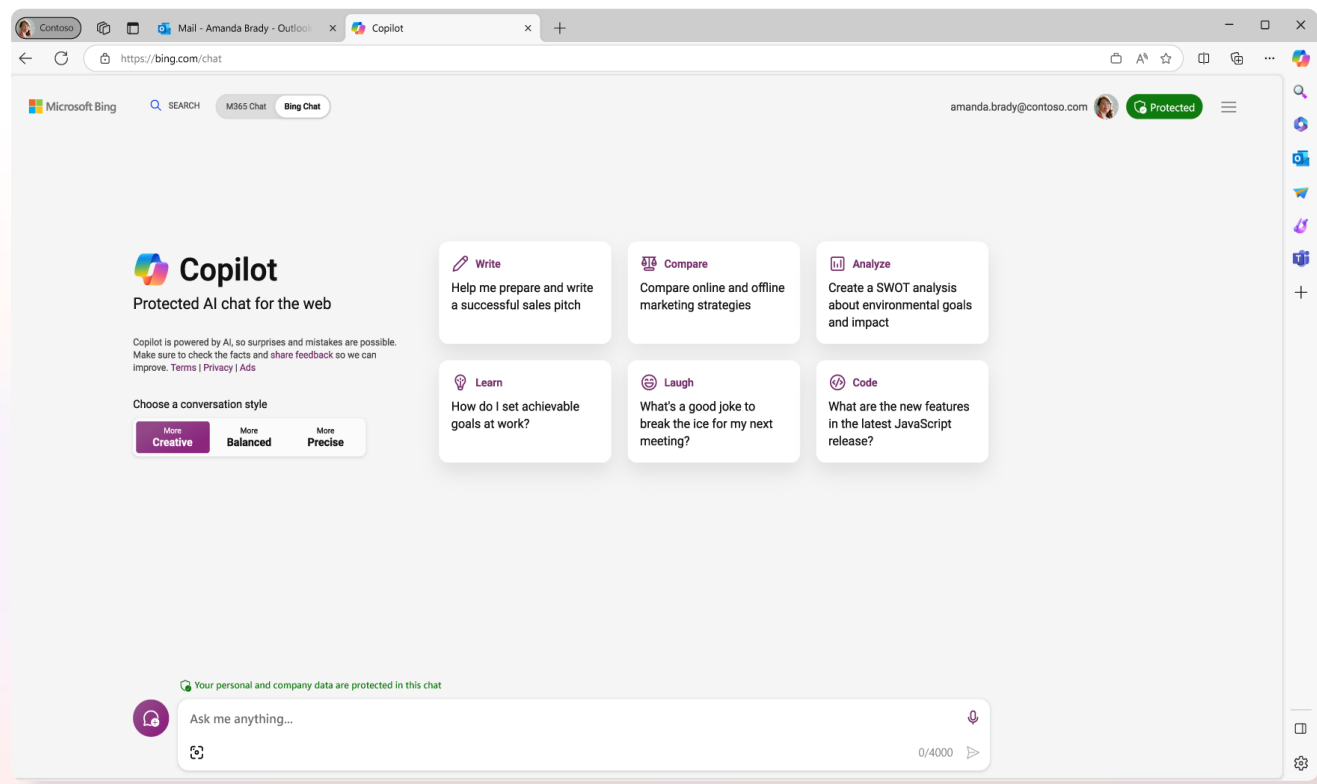 Contoso
Mail - Amanda Brady - Outlook
Copilot
https://bing.com/chat
Microsoft Bing
SEARCH
M365 Chat
Bing Chat
amanda.brady@contoso.com
Protected
Copilot
Protected AI chat for the web
Copilot is powered by AI, so surprises and mistakes are possible.
Make sure to check the facts and share feedback so we can
improve. Terms | Privacy | Ads
Choose a conversation style
More
Creative
More
Balanced
More
Precise
Write
Help me prepare and write
a successful sales pitch
Compare
Compare online and offline
marketing strategies
Analyze
Create a SWOT analysis
about environmental goals
and impact
Learn
How do I set achievable
goals at work?
Laugh
What's a good joke to
break the ice for my next
meeting?
Code
What are the new features
in the latest JavaScript
release?
Your personal and company data are protected in this chat
Ask me anything...
0/4000